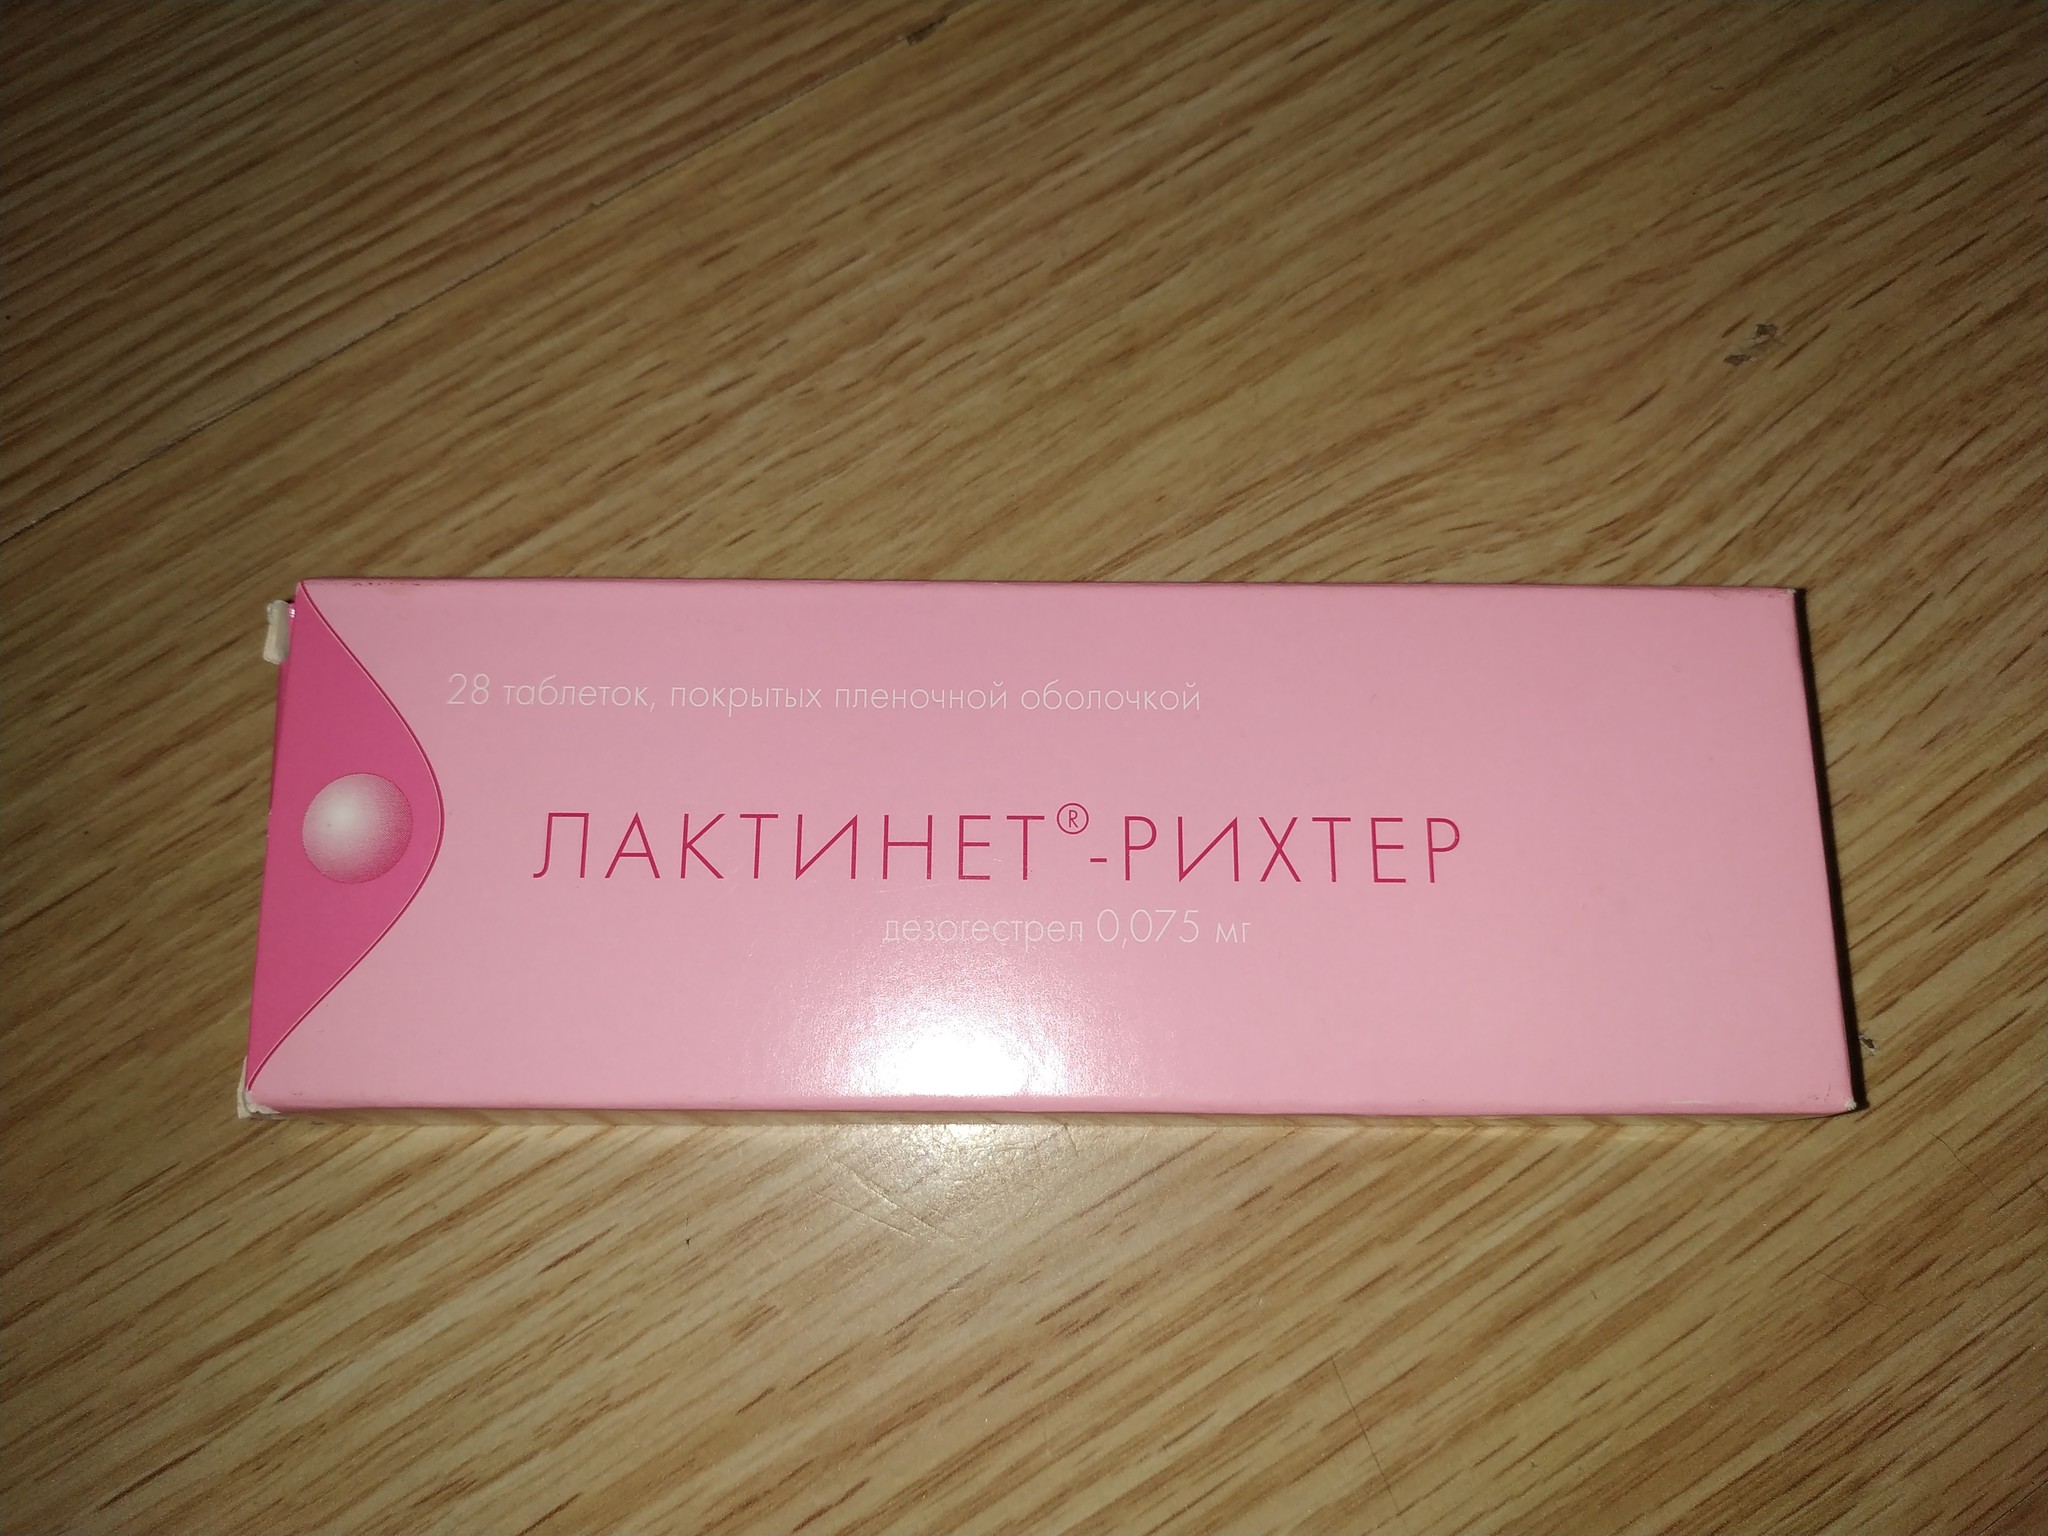 28 таблеток, покрытых пленочной оболочкой
ЛАКТИНЕТ®-РИХТЕР
дезогестрел 0,075 мг